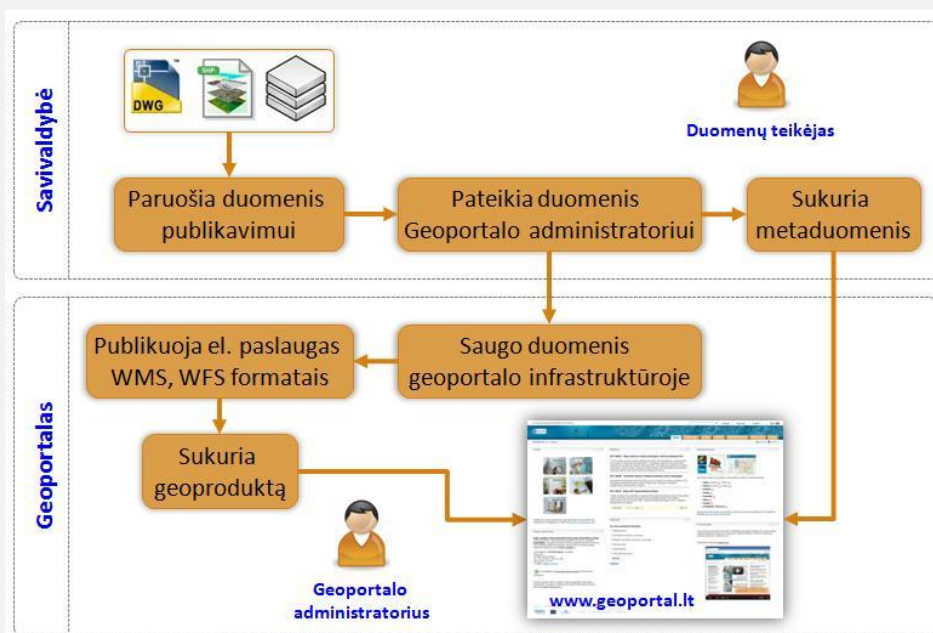 Savivaldybė
DWG
SHP
Duomenų teikėjas
Paruošia duomenis
publikavimui
Pateikia duomenis
Geoportalo administratoriui
Sukuria
metaduomenis
Geoportalas
Publikuoja el. paslaugas
WMS, WFS formatais
Saugo duomenis
geoportalo infrastruktūroje
Sukuria
geoproduktą
Geoportalo
administratorius
www.geoportal.lt